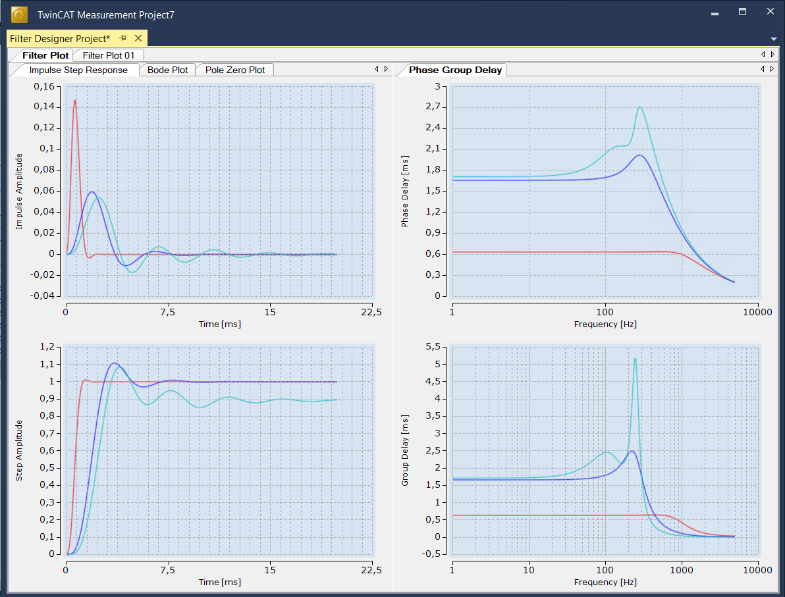 TwinCAT Measurement Project7
Filter Designer Project*
Filter Plot Filter Plot 01
Impulse Step Response Bode Plot Pole Zero Plot
Phase Group Delay
Impulse Amplitude
0,16
0,14
0,12
0,1
0,08
0,06
0,04
0,02
0
-0,02
-0,04
0 7,5 15 22,5
Time [ms]
Phase Delay [ms]
3
2,7
2,4
2,1
1,8
1,5
1,2
0,9
0,6
0,3
0
1 100 10000
Frequency [Hz]
Step Amplitude
1,2
1,1
1
0,9
0,8
0,7
0,6
0,5
0,4
0,3
0,2
0,1
0
0 7,5 15 22,5
Time [ms]
Group Delay [ms]
5,5
5
4,5
4
3,5
3
2,5
2
1,5
1
0,5
0
-0,5
1 10 100 1000 10000
Frequency [Hz]